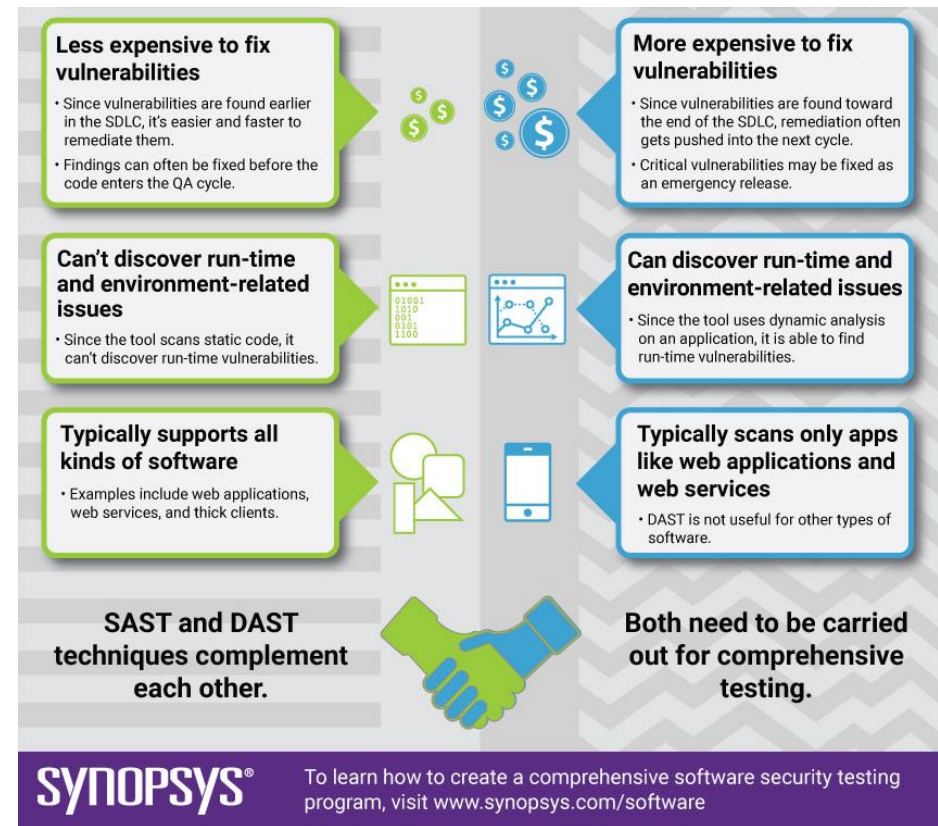 Less expensive to fix
vulnerabilities
• Since vulnerabilities are found earlier
in the SDLC, it's easier and faster to
remediate them.
• Findings can often be fixed before the
code enters the QA cycle.
$
$
$
$
$
$
$
$
More expensive to fix
vulnerabilities
• Since vulnerabilities are found toward
the end of the SDLC, remediation often
gets pushed into the next cycle.
• Critical vulnerabilities may be fixed as
an emergency release.
Can't discover run-time
and environment-related
issues
• Since the tool scans static code, it
can't discover run-time vulnerabilities.
01001
1010
001
0101
1100
Can discover run-time and
environment-related issues
• Since the tool uses dynamic analysis
on an application, it is able to find
run-time vulnerabilities.
Typically supports all
kinds of software
• Examples include web applications,
web services, and thick clients.
Typically scans only apps
like web applications and
web services
• DAST is not useful for other types of
software.
SAST and DAST
techniques complement
each other.
Both need to be carried
out for comprehensive
testing.
SYNOPSYS®
To learn how to create a comprehensive software security testing
program, visit www.synopsys.com/software